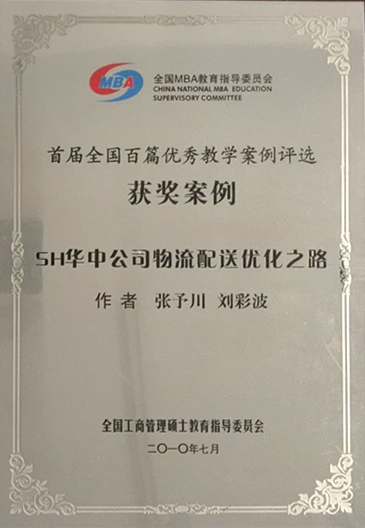 MBA
全国MBA教育指导委员会
CHINA NATIONAL MBA EDUCATION
SUPERVISORY COMMITTEE
首届全国百篇优秀教学案例评选
获奖案例
SH华中公司物流配送优化之路
作者 张予川 刘彩波
全国工商管理硕士教育指导委员会
二〇一〇年七月